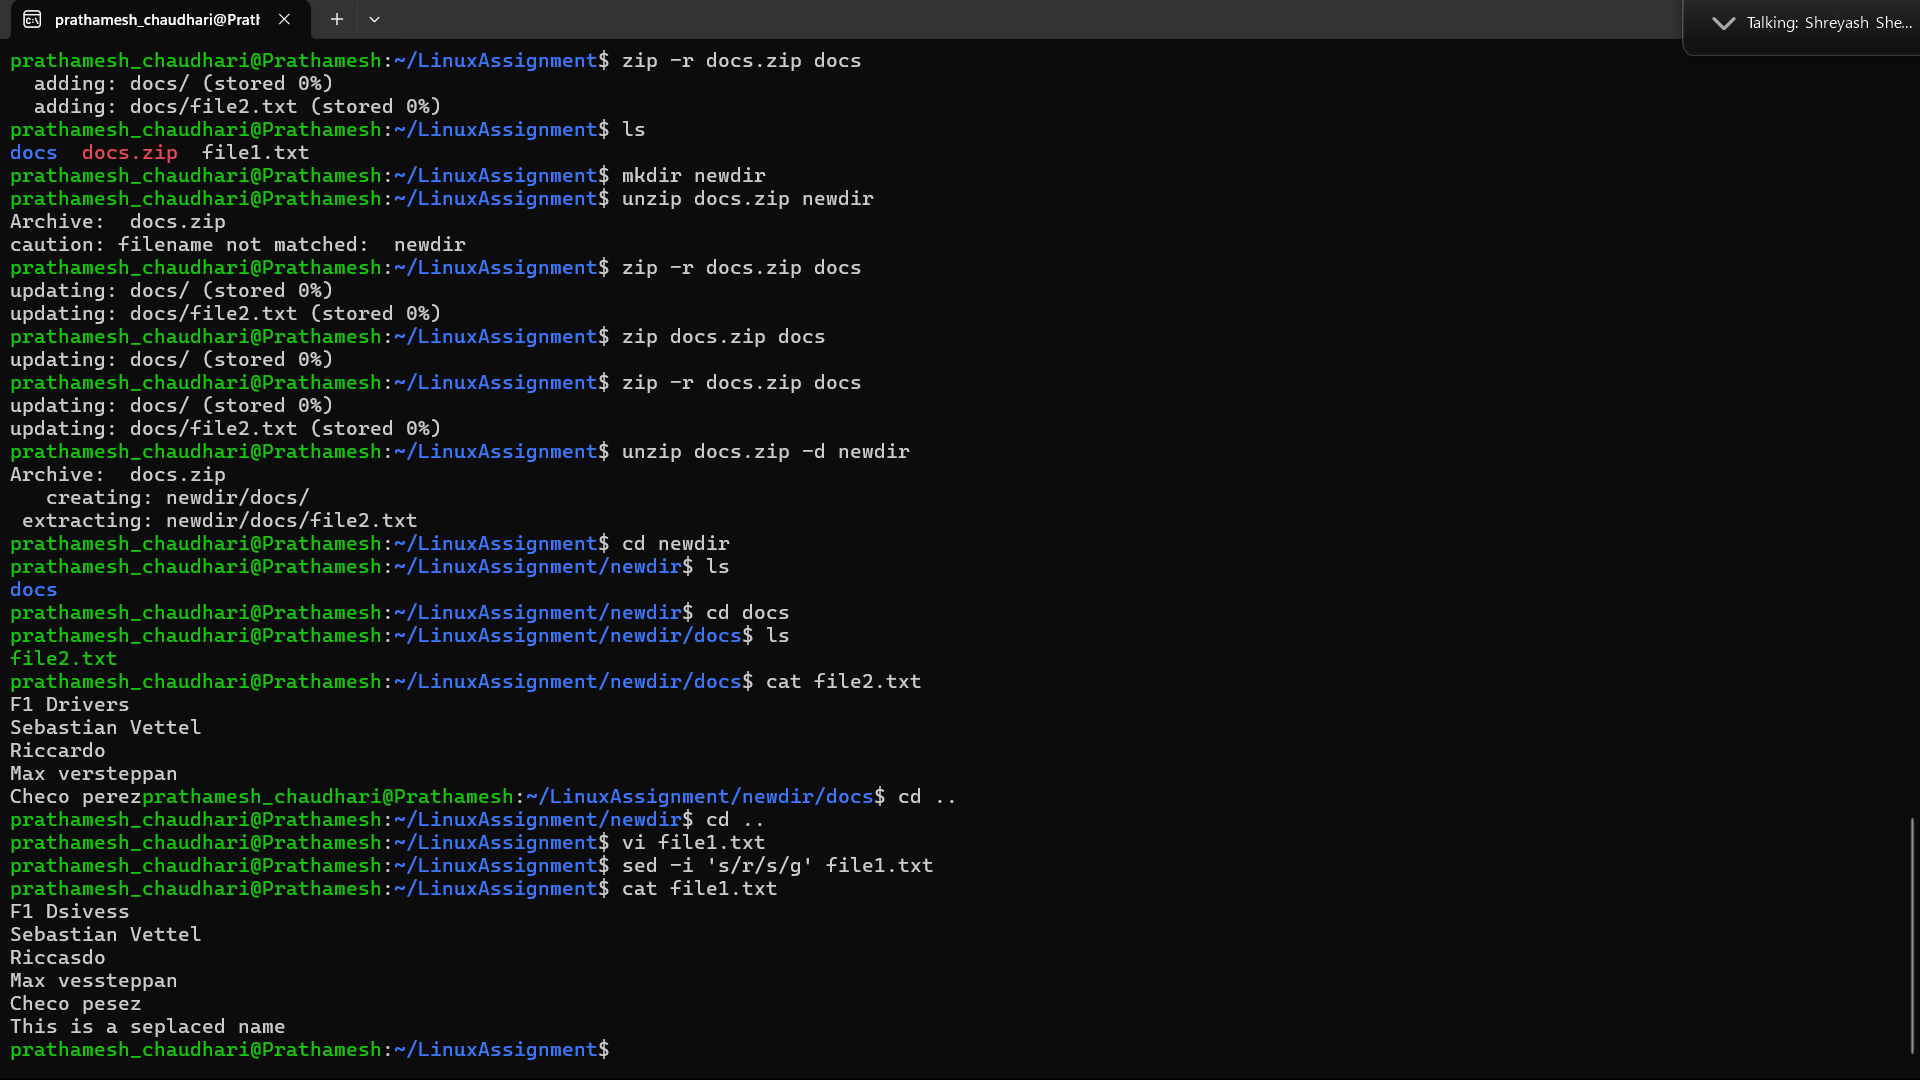 prathamesh_chaudhari@Prath
Talking: Shreyash She...
prathamesh_chaudhari@Prathamesh:~/LinuxAssignment$ zip -r docs.zip docs
  adding: docs/ (stored 0%)
  adding: docs/file2.txt (stored 0%)
prathamesh_chaudhari@Prathamesh:~/LinuxAssignment$ ls
docs  docs.zip  file1.txt
prathamesh_chaudhari@Prathamesh:~/LinuxAssignment$ mkdir newdir
prathamesh_chaudhari@Prathamesh:~/LinuxAssignment$ unzip docs.zip newdir
Archive:  docs.zip
caution: filename not matched:  newdir
prathamesh_chaudhari@Prathamesh:~/LinuxAssignment$ zip -r docs.zip docs
updating: docs/ (stored 0%)
updating: docs/file2.txt (stored 0%)
prathamesh_chaudhari@Prathamesh:~/LinuxAssignment$ zip docs.zip docs
updating: docs/ (stored 0%)
prathamesh_chaudhari@Prathamesh:~/LinuxAssignment$ zip -r docs.zip docs
updating: docs/ (stored 0%)
updating: docs/file2.txt (stored 0%)
prathamesh_chaudhari@Prathamesh:~/LinuxAssignment$ unzip docs.zip -d newdir
Archive:  docs.zip
   creating: newdir/docs/
 extracting: newdir/docs/file2.txt
prathamesh_chaudhari@Prathamesh:~/LinuxAssignment$ cd newdir
prathamesh_chaudhari@Prathamesh:~/LinuxAssignment/newdir$ ls
docs
prathamesh_chaudhari@Prathamesh:~/LinuxAssignment/newdir$ cd docs
prathamesh_chaudhari@Prathamesh:~/LinuxAssignment/newdir/docs$ ls
file2.txt
prathamesh_chaudhari@Prathamesh:~/LinuxAssignment/newdir/docs$ cat file2.txt
F1 Drivers
Sebastian Vettel
Riccardo
Max versteppan
Checo perezprathamesh_chaudhari@Prathamesh:~/LinuxAssignment/newdir/docs$ cd ..
prathamesh_chaudhari@Prathamesh:~/LinuxAssignment/newdir$ cd ..
prathamesh_chaudhari@Prathamesh:~/LinuxAssignment$ vi file1.txt
prathamesh_chaudhari@Prathamesh:~/LinuxAssignment$ sed -i 's/r/s/g' file1.txt
prathamesh_chaudhari@Prathamesh:~/LinuxAssignment$ cat file1.txt
F1 Dsivess
Sebastian Vettel
Riccasdo
Max vessteppan
Checo pesez
This is a seplaced name
prathamesh_chaudhari@Prathamesh:~/LinuxAssignment$